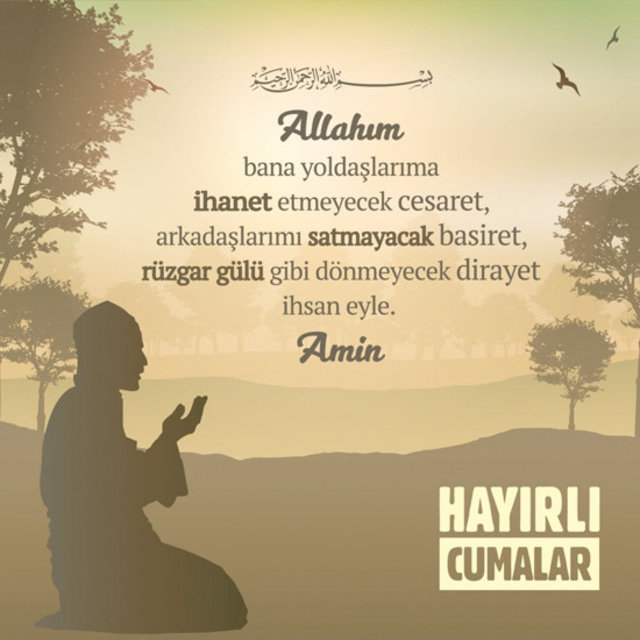 بسم الله الرحمن الرحيم
Allahım
bana yoldaşlarıma
ihanet etmeyecek cesaret,
arkadaşlarımı satmayacak basiret,
rüzgar gülü gibi dönmeyecek dirayet
ihsan eyle.
Amin
HAYIRLI
CUMALAR